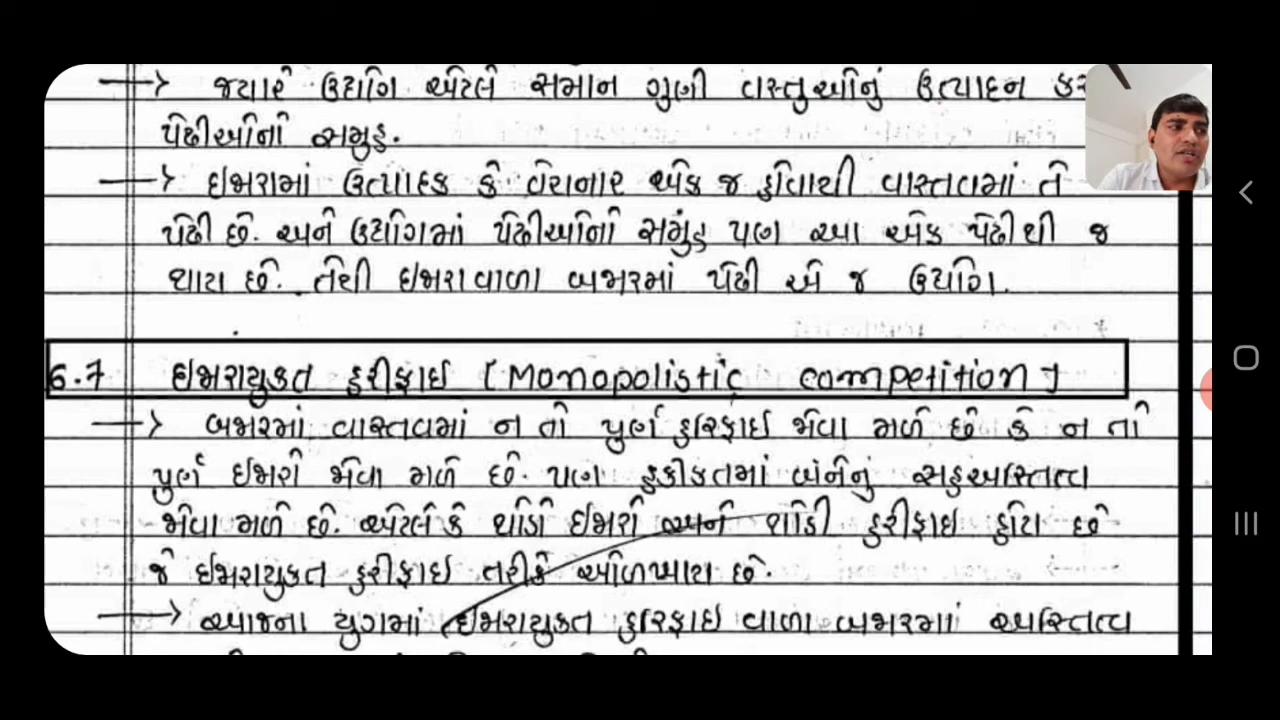 → જ્યારે ઉદ્યોગ એટલે સમાન ગુણી વસ્તુઓનું ઉત્પાદન
પેઢીઓનો સમુહ.
→ ઇજારામાં ઉત્પાદક કે વેચનાર એક જ હોવાથી વાસ્તવમાં તે
પેઢી છે. અને ઉદ્યોગમાં પેઢીઓનો સમુંહ પણ આ એક પેઢીથી જ
થાય છે. તેથી ઇજારાવાળા બજારમાં પેઢી એ જ ઉદ્યોગ.
6.7 ઇજારાયુક્ત હરીફાઇ [Monopolistic competition]
→ બજારમાં વાસ્તવમાં ન તો પુર્ણ હરિફાઇ જોવા મળે છે કે ન તો
પુર્ણ ઇજારો જોવા મળે છે. પણ હકીકતમાં બંનેનું સહઅસ્તિત્વ
જોવા મળે છે. એટલે કે થોડો ઇજારો અને થોડી હરીફાઇ હોય છે
જે ઇજારાયુક્ત હરીફાઇ તરીકે ઓળખાય છે.
→ આજના યુગમાં ઇજારાયુક્ત હરિફાઇ વાળા બજારમાં અસ્તિત્વ